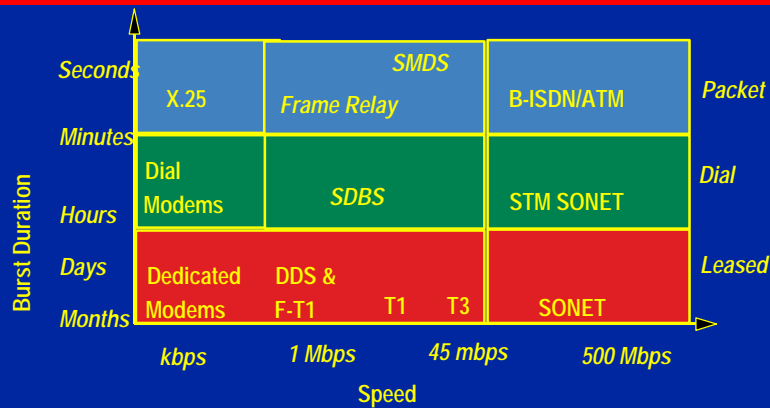 Seconds
SMDS
X.25
Frame Relay
B-ISDN/ATM
Packet
Minutes
Dial
Modems
SDBS
STM SONET
Dial
Hours
Burst Duration
Days
Months
Dedicated
Modems
DDS &
F-T1
T1
T3
SONET
Leased
kbps
1 Mbps
45 mbps
500 Mbps
Speed